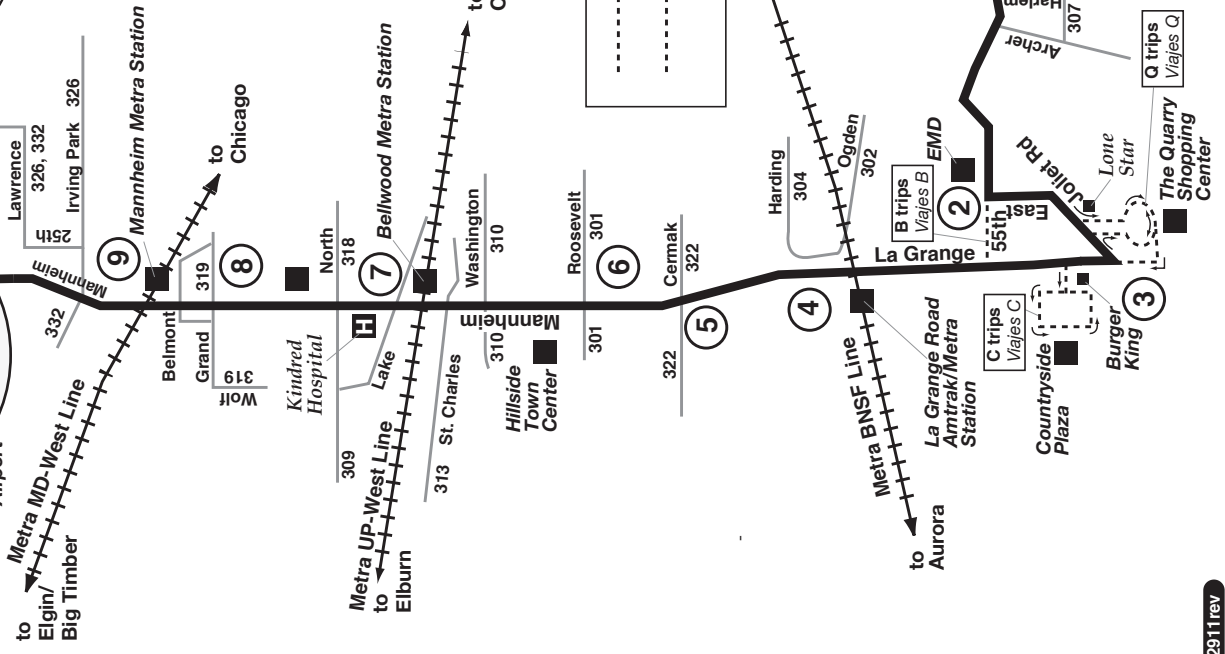 Lawrence
326, 332
Irving Park 326
25th
Mannheim
332
9
Mannheim Metra Station
to
Chicago
Metra MD-West Line
to
Elgin/
Big Timber
Belmont
319
Grand
319
Wolf
8
Kindred
Hospital
H
North
318
309
7
Bellwood Metra Station
Lake
Metra UP-West Line
to
Elburn
to
St. Charles
313
Washington
310
310
Mannheim
Hillside
Town
Center
Roosevelt
301
301
6
Cermak
322
322
5
Harding
304
Ogden
302
4
La Grange Road
Amtrak/Metra
Station
Metra BNSF Line
to
Aurora
B trips
Viajes B
2
EMD
55th
East
La Grange
Joliet Rd
Lone
Star
The Quarry
Shopping
Center
Q trips
Viajes Q
Archer
Harlem
307
C trips
Viajes C
3
Burger
King
Countryside
Plaza
2911rev